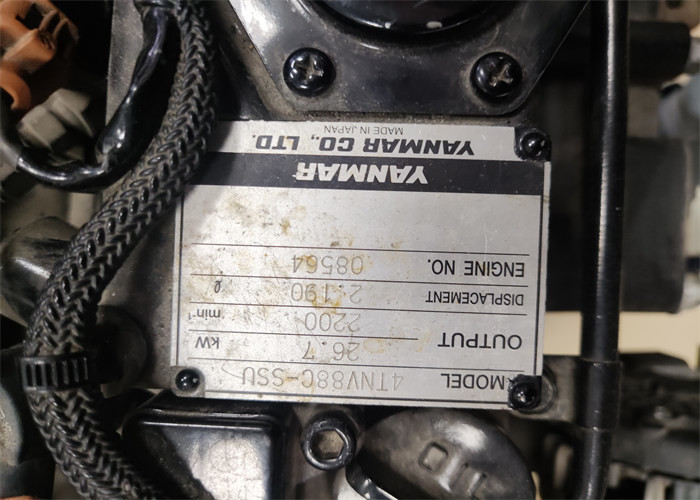 MODEL 4TNV88C-SSU
OUTPUT 26.7 kW
2200 min-1
DISPLACEMENT 2.190 ℓ
ENGINE NO. 08564
YANMAR
YANMAR CO., LTD.
MADE IN JAPAN
OIL